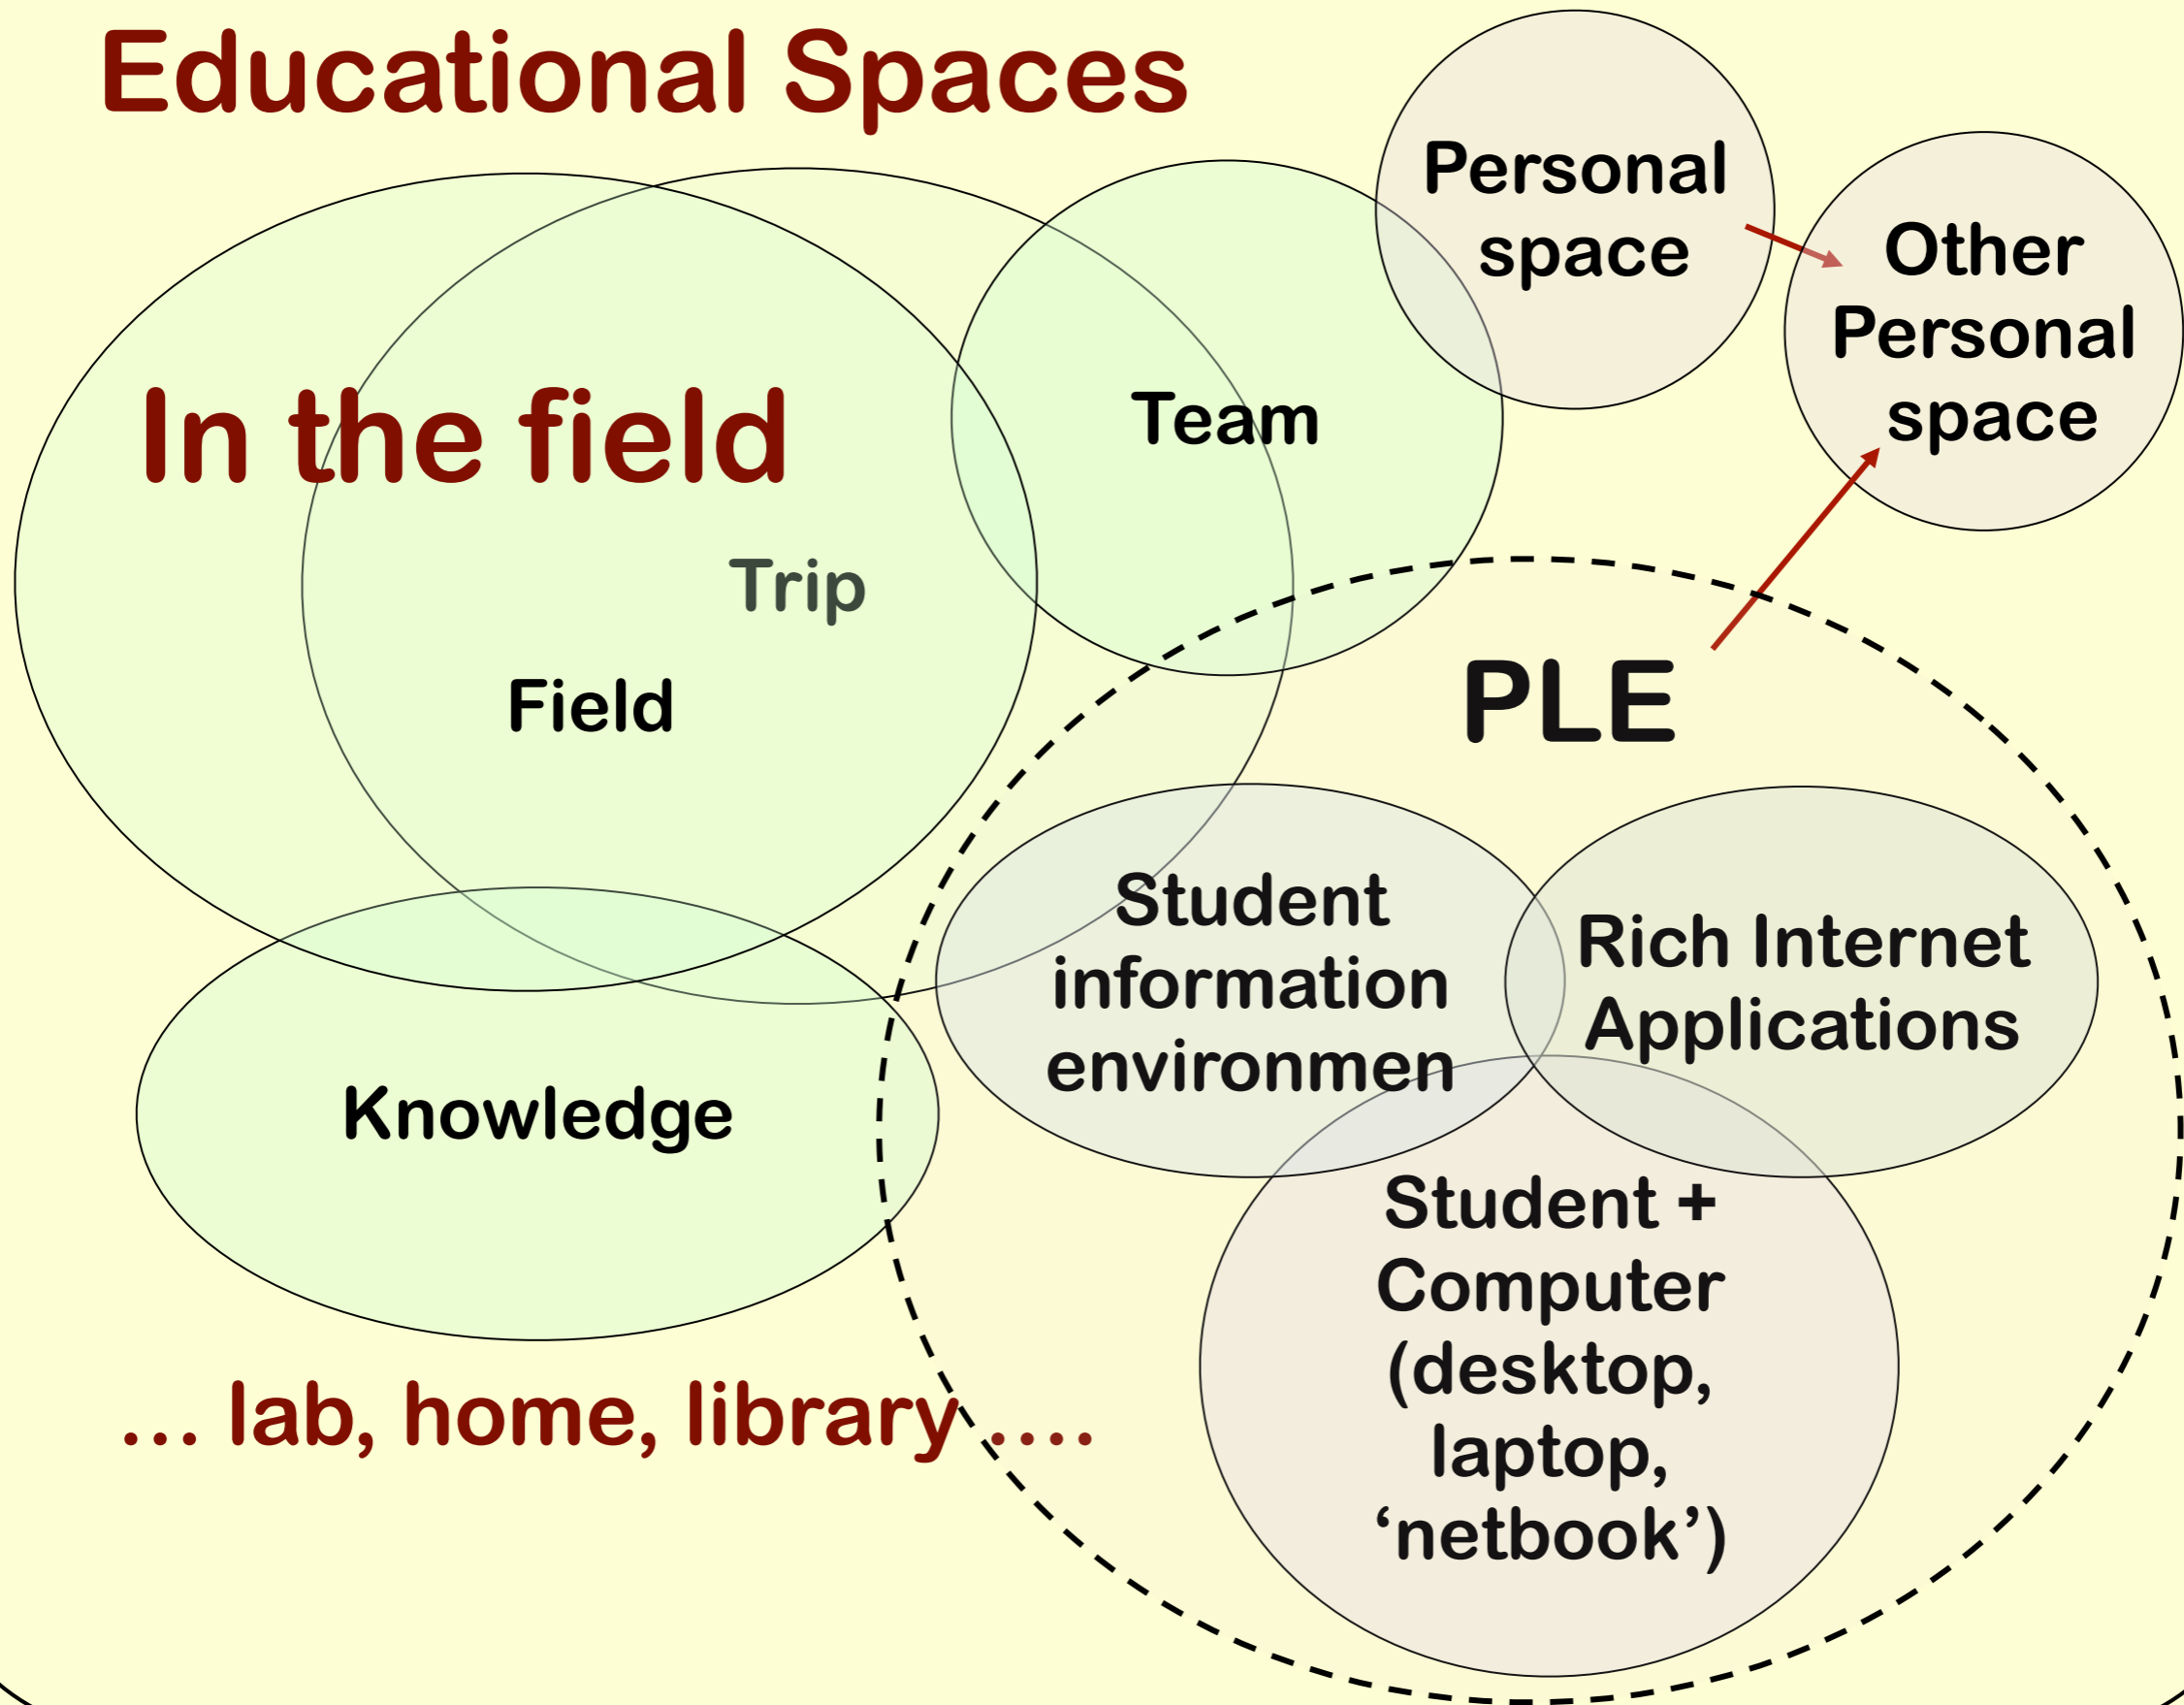 Educational Spaces
Personal
space
Other
Personal
space
In the field
Team
Trip
Field
PLE
Student
information
environmen
Rich Internet
Applications
Knowledge
Student +
Computer
(desktop,
laptop,
‘netbook’)
... lab, home, library ....